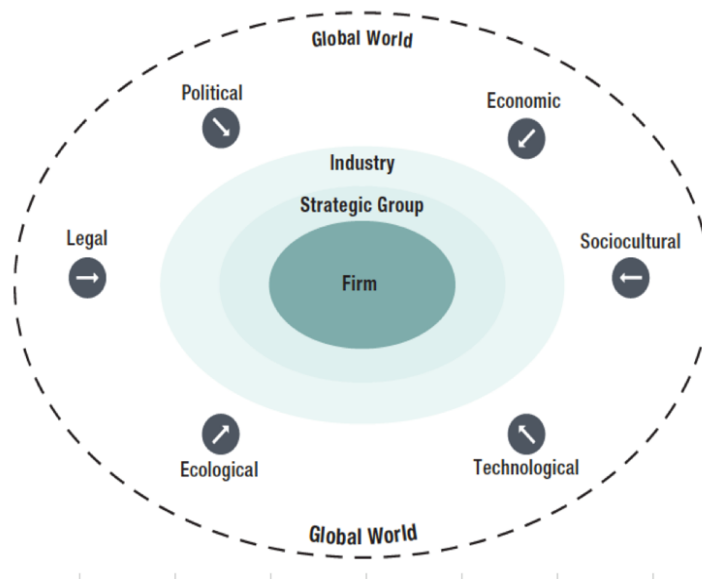 Global World
Political
Economic
Industry
Strategic Group
Legal
Sociocultural
Firm
Ecological
Technological
Global World